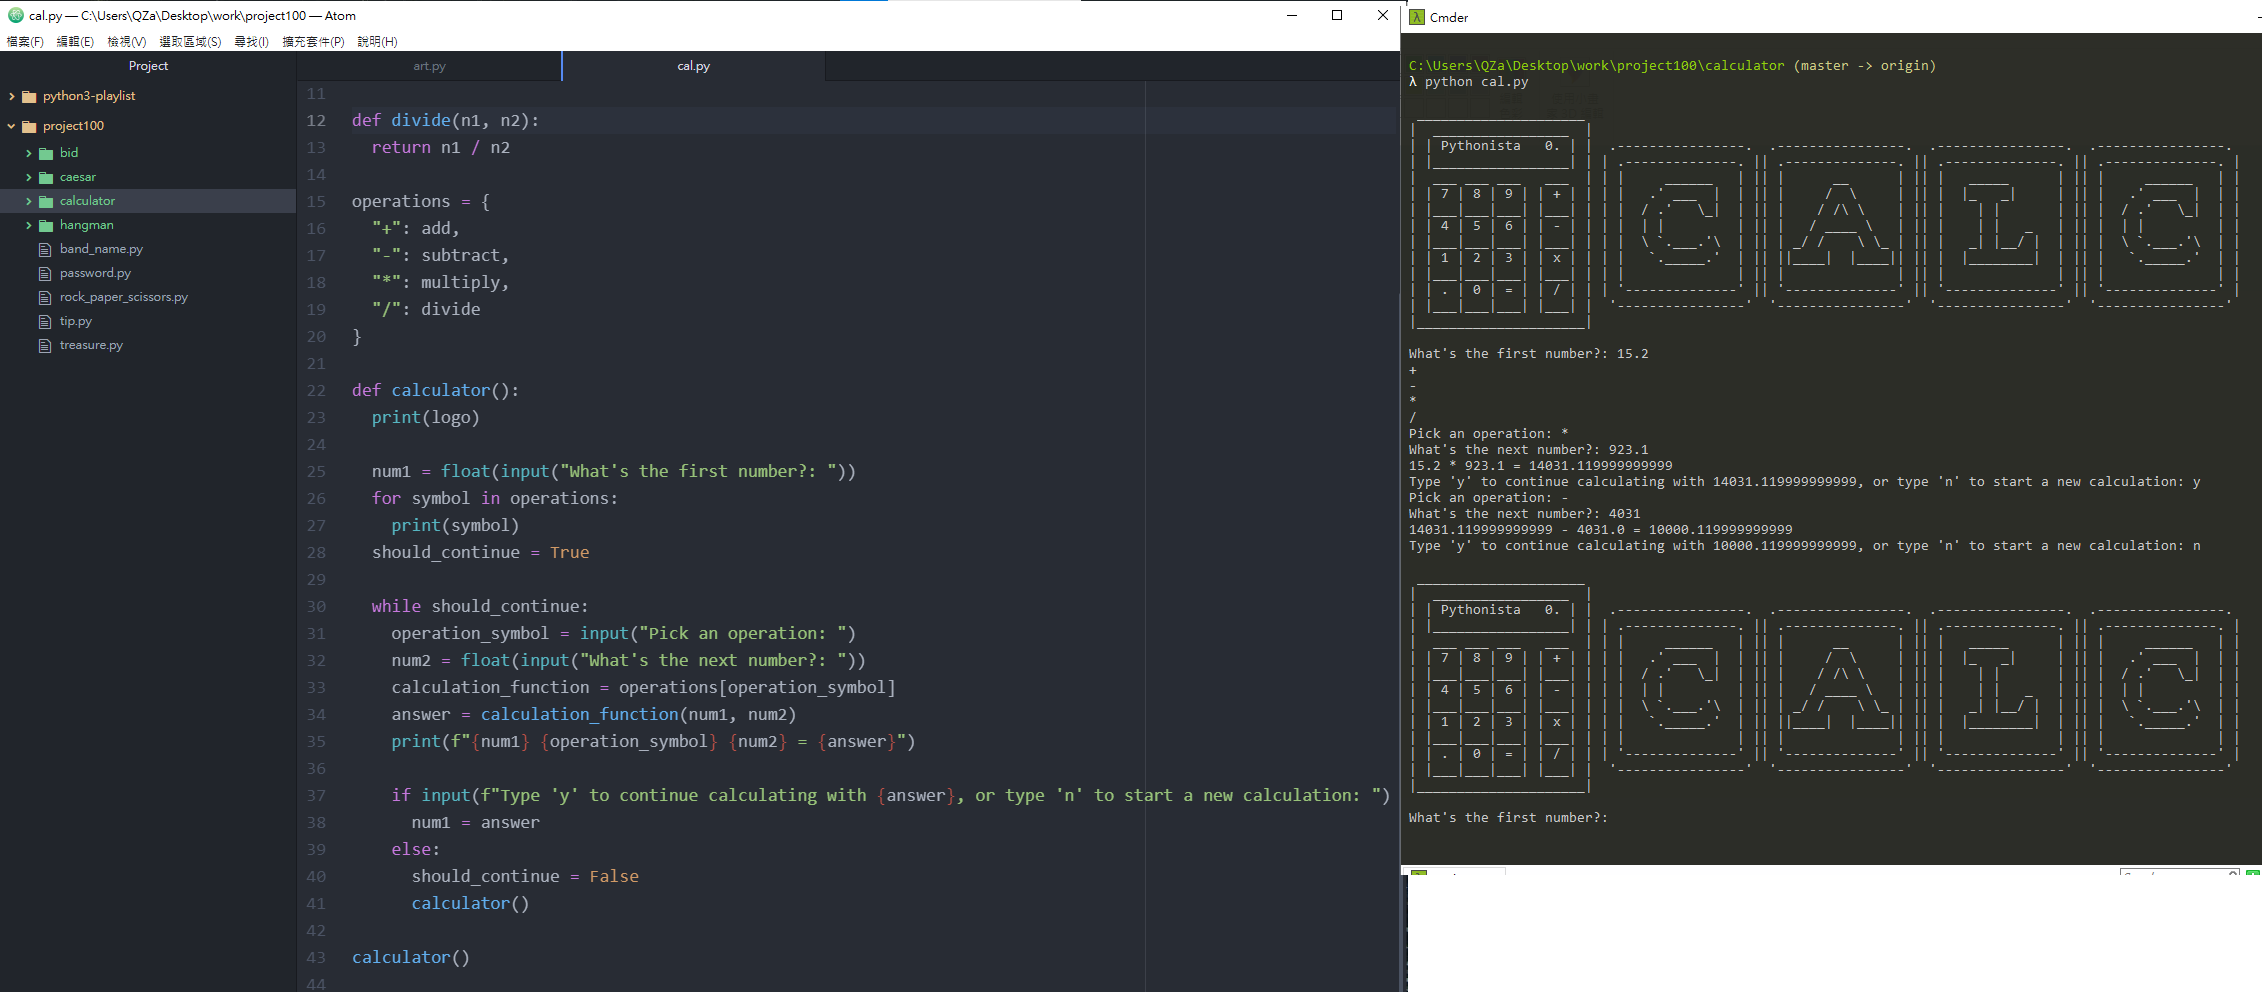 cal.py — C:\Users\QZa\Desktop\work\project100 — Atom
檔案(F) 編輯(E) 檢視(V) 選取區域(S) 尋找(I) 擴充套件(P) 說明(H)
Project
python3-playlist
project100
bid
caesar
calculator
hangman
band_name.py
password.py
rock_paper_scissors.py
tip.py
treasure.py
art.py
cal.py
11
12 def divide(n1, n2):
13   return n1 / n2
14
15 operations = {
16   "+": add,
17   "-": subtract,
18   "*": multiply,
19   "/": divide
20 }
21
22 def calculator():
23   print(logo)
24
25   num1 = float(input("What's the first number?: "))
26   for symbol in operations:
27     print(symbol)
28   should_continue = True
29
30   while should_continue:
31     operation_symbol = input("Pick an operation: ")
32     num2 = float(input("What's the next number?: "))
33     calculation_function = operations[operation_symbol]
34     answer = calculation_function(num1, num2)
35     print(f"{num1} {operation_symbol} {num2} = {answer}")
36
37     if input(f"Type 'y' to continue calculating with {answer}, or type 'n' to start a new calculation: ")
38       num1 = answer
39     else:
40       should_continue = False
41       calculator()
42
43 calculator()
44
Cmder
C:\Users\QZa\Desktop\work\project100\calculator (master -> origin)
λ python cal.py
Pythonista 0.
7 8 9 +
4 5 6 -
1 2 3 x
. 0 = /
CALC
What's the first number?: 15.2
+
-
*
/
Pick an operation: *
What's the next number?: 923.1
15.2 * 923.1 = 14031.119999999999
Type 'y' to continue calculating with 14031.119999999999, or type 'n' to start a new calculation: y
Pick an operation: -
What's the next number?: 4031
14031.119999999999 - 4031.0 = 10000.119999999999
Type 'y' to continue calculating with 10000.119999999999, or type 'n' to start a new calculation: n
Pythonista 0.
7 8 9 +
4 5 6 -
1 2 3 x
. 0 = /
CALC
What's the first number?: